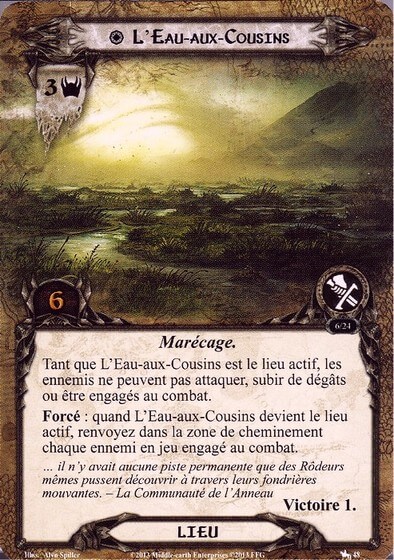 L'Eau-aux-Cousins
3
6
6/24
Marécage.
Tant que L'Eau-aux-Cousins est le lieu actif, les
ennemis ne peuvent pas attaquer, subir de dégâts
ou être engagés au combat.
Forcé : quand L'Eau-aux-Cousins devient le lieu
actif, renvoyez dans la zone de cheminement
chaque ennemi en jeu engagé au combat.
... il n'y avait aucune piste permanente que des Rôdeurs
mêmes pussent découvrir à travers leurs fondrières
mouvantes. – La Communauté de l'Anneau
Victoire 1.
LIEU
Illus. Alvn Spiller ©2013 Middle-earth Enterprises ©2013 FFG 48